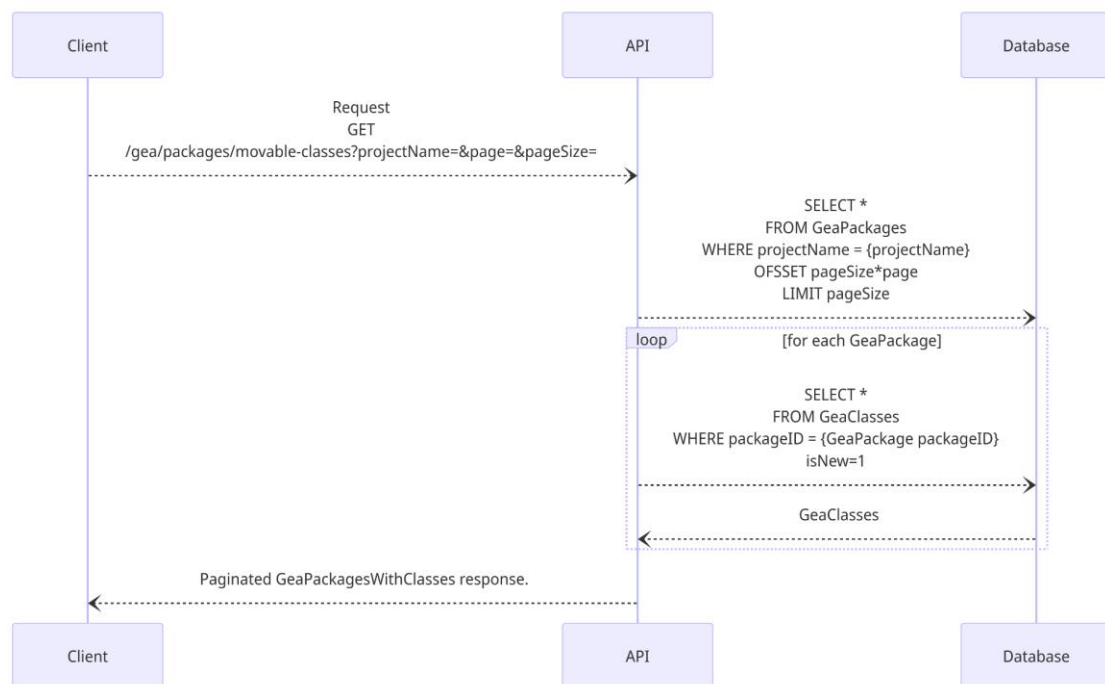 Client
API
Database
Request
GET
/gea/packages/movable-classes?projectName=&page=&pageSize=
SELECT *
FROM GeaPackages
WHERE projectName = {projectName}
OFSSET pageSize*page
LIMIT pageSize
loop
[for each GeaPackage]
SELECT *
FROM GeaClasses
WHERE packageID = {GeaPackage packageID}
isNew=1
GeaClasses
Paginated GeaPackagesWithClasses response.
Client
API
Database